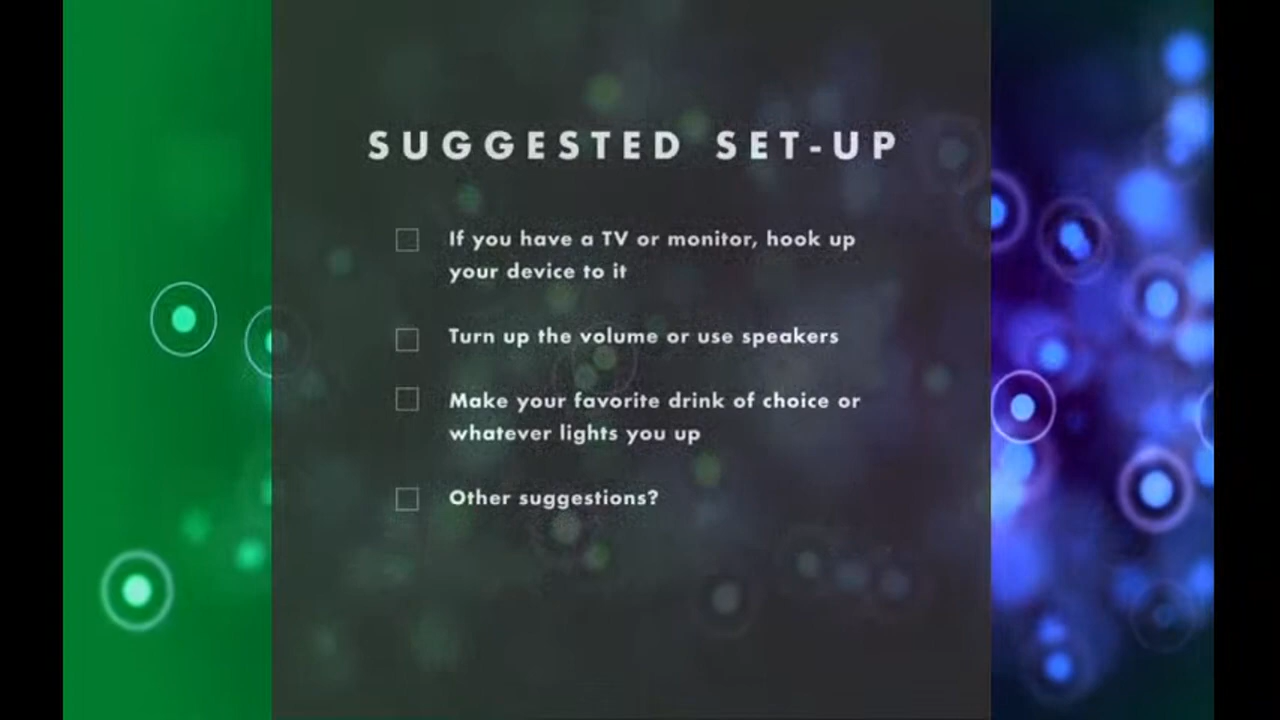 SUGGESTED SET-UP
If you have a TV or monitor, hook up
your device to it
Turn up the volume or use speakers
Make your favorite drink of choice or
whatever lights you up
Other suggestions?